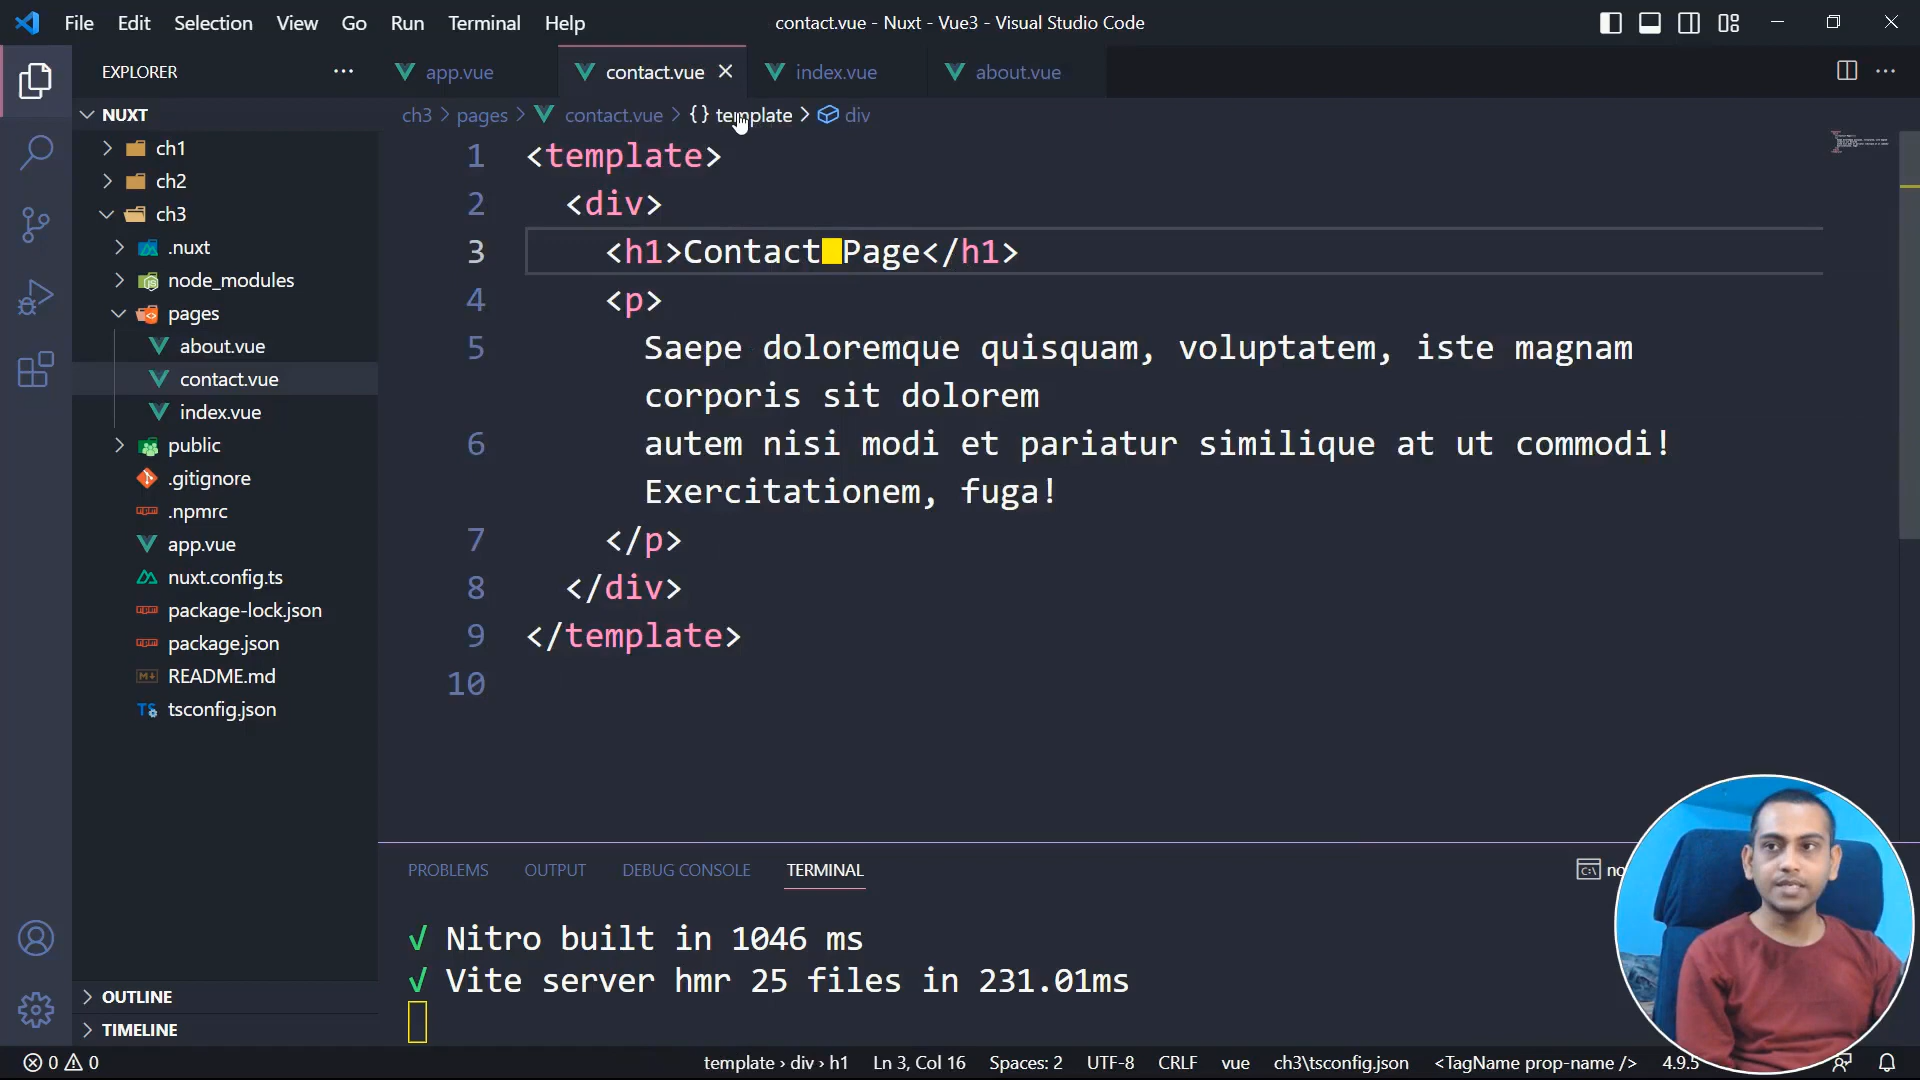 File Edit Selection View Go Run Terminal Help
contact.vue - Nuxt - Vue3 - Visual Studio Code
EXPLORER
app.vue
contact.vue
index.vue
about.vue
NUXT
ch1
ch2
ch3
.nuxt
node_modules
pages
about.vue
contact.vue
index.vue
public
.gitignore
.npmrc
app.vue
nuxt.config.ts
package-lock.json
package.json
README.md
TS tsconfig.json
OUTLINE
TIMELINE
ch3 > pages > contact.vue > {} template > div
1 <template>
2 <div>
3 <h1>Contact Page</h1>
4 <p>
5 Saepe doloremque quisquam, voluptatem, iste magnam
corporis sit dolorem
6 autem nisi modi et pariatur similique at ut commodi!
Exercitationem, fuga!
7 </p>
8 </div>
9 </template>
10
PROBLEMS OUTPUT DEBUG CONSOLE TERMINAL
√ Nitro built in 1046 ms
√ Vite server hmr 25 files in 231.01ms
0 0
template › div › h1 Ln 3, Col 16 Spaces: 2 UTF-8 CRLF vue ch3\tsconfig.json <TagName prop-name /> 4.9.5